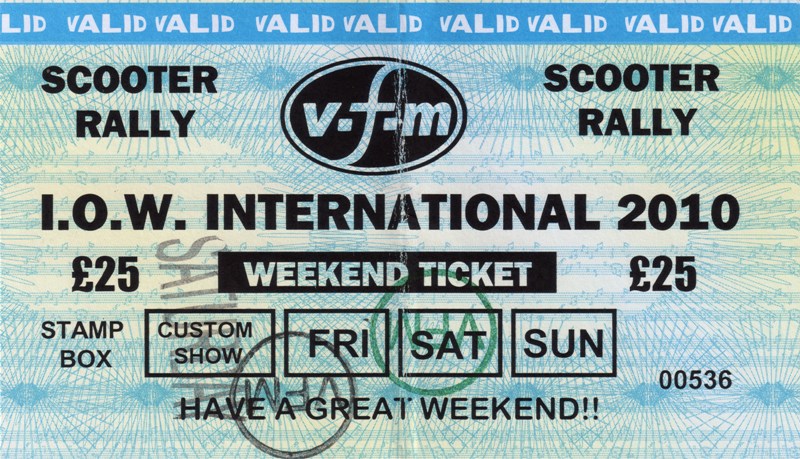 LID VALID VALID VALID VALID VALID VALID VALID VALID
SCOOTER RALLY
v·f·m
SCOOTER RALLY
I.O.W. INTERNATIONAL 2010
£25 WEEKEND TICKET £25
STAMP BOX
CUSTOM SHOW
FRI
SAT
SUN
00536
HAVE A GREAT WEEKEND!!
VFM